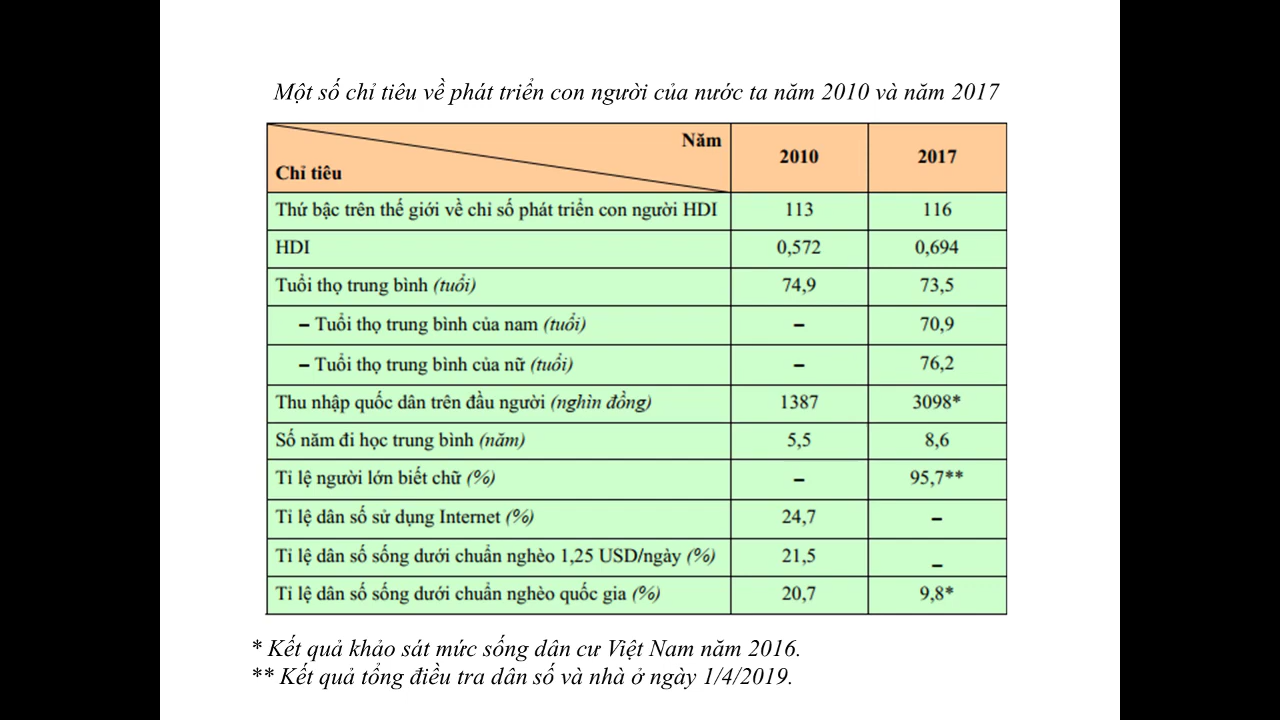 Một số chỉ tiêu về phát triển con người của nước ta năm 2010 và năm 2017
Năm
Chỉ tiêu
2010 2017
Thứ bậc trên thế giới về chỉ số phát triển con người HDI 113 116
HDI 0,572 0,694
Tuổi thọ trung bình (tuổi) 74,9 73,5
– Tuổi thọ trung bình của nam (tuổi) – 70,9
– Tuổi thọ trung bình của nữ (tuổi) – 76,2
Thu nhập quốc dân trên đầu người (nghìn đồng) 1387 3098*
Số năm đi học trung bình (năm) 5,5 8,6
Tỉ lệ người lớn biết chữ (%) – 95,7**
Tỉ lệ dân số sử dụng Internet (%) 24,7 –
Tỉ lệ dân số sống dưới chuẩn nghèo 1,25 USD/ngày (%) 21,5 –
Tỉ lệ dân số sống dưới chuẩn nghèo quốc gia (%) 20,7 9,8*
* Kết quả khảo sát mức sống dân cư Việt Nam năm 2016.
** Kết quả tổng điều tra dân số và nhà ở ngày 1/4/2019.